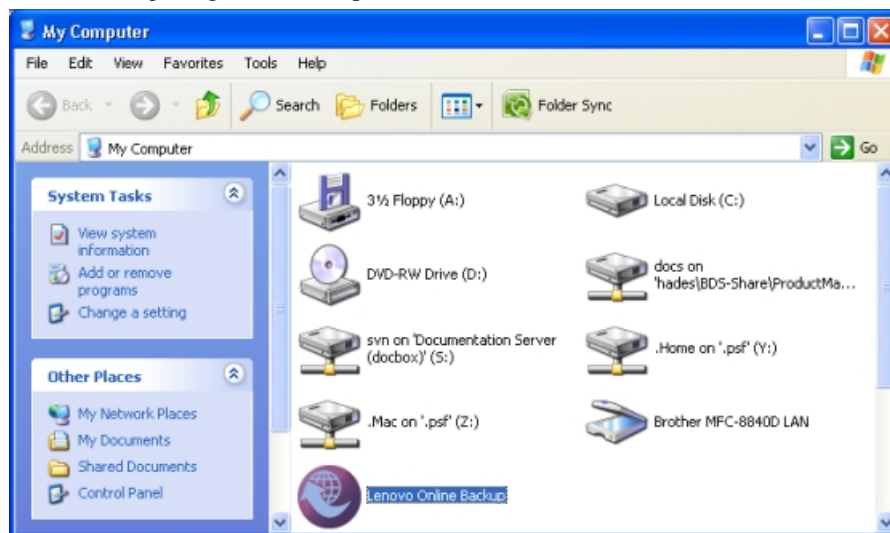 My Computer
File Edit View Favorites Tools Help
Back Search Folders Folder Sync
Address My Computer Go
System Tasks
View system
information
Add or remove
programs
Change a setting
Other Places
My Network Places
My Documents
Shared Documents
Control Panel
3½ Floppy (A:)
Local Disk (C:)
DVD-RW Drive (D:)
docs on
'hades\BDS-Share\ProductMa...
svn on 'Documentation Server
(docbox)' (S:)
.Home on '.psf' (Y:)
.Mac on '.psf' (Z:)
Brother MFC-8840D LAN
Lenovo Online Backup